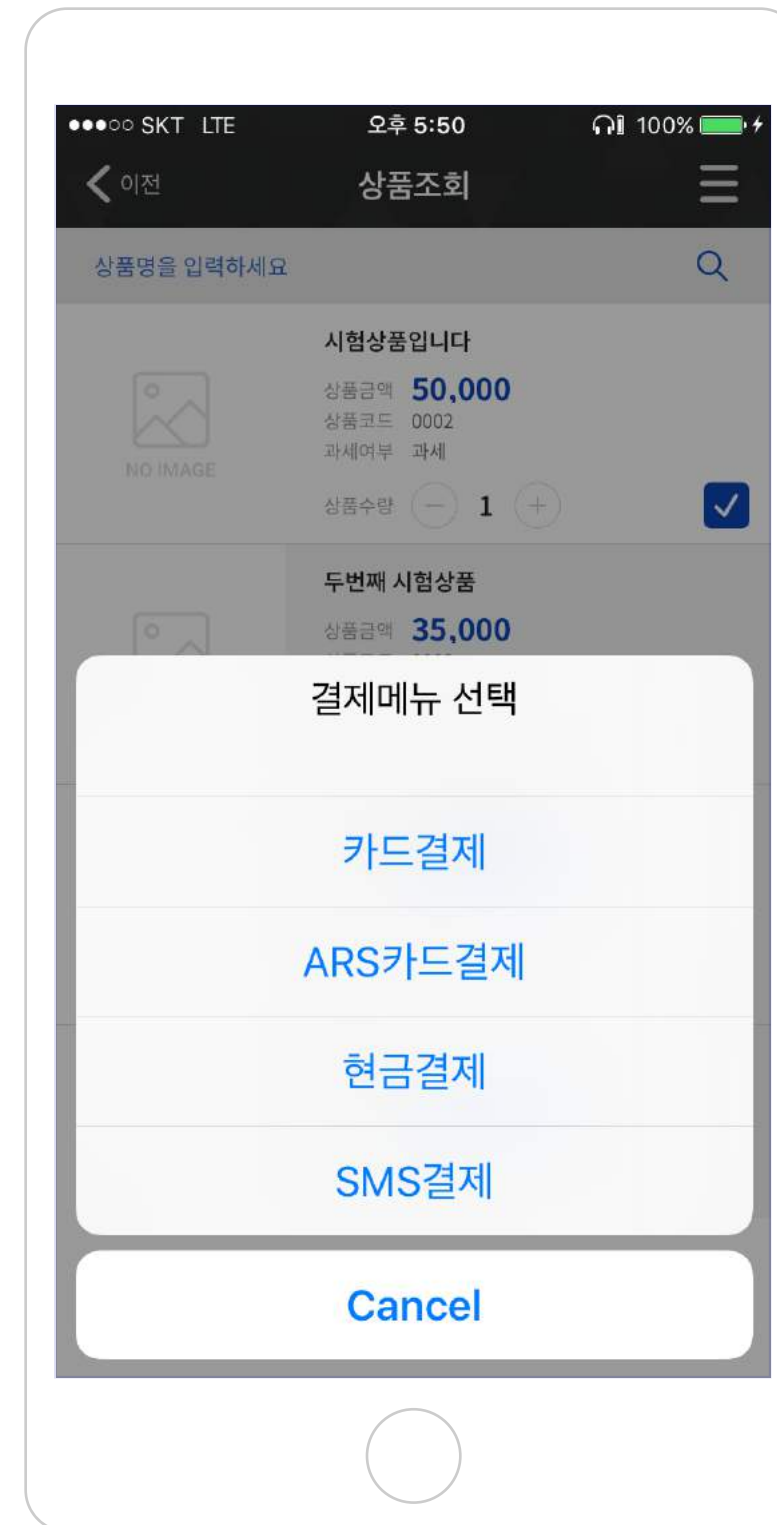 SKT LTE 오후 5:50 100%
이전 상품조회
상품명을 입력하세요
시험상품입니다
상품금액 50,000
상품코드 0002
과세여부 과세
NO IMAGE
상품수량 1
두번째 시험상품
상품금액 35,000
결제메뉴 선택
카드결제
ARS카드결제
현금결제
SMS결제
Cancel